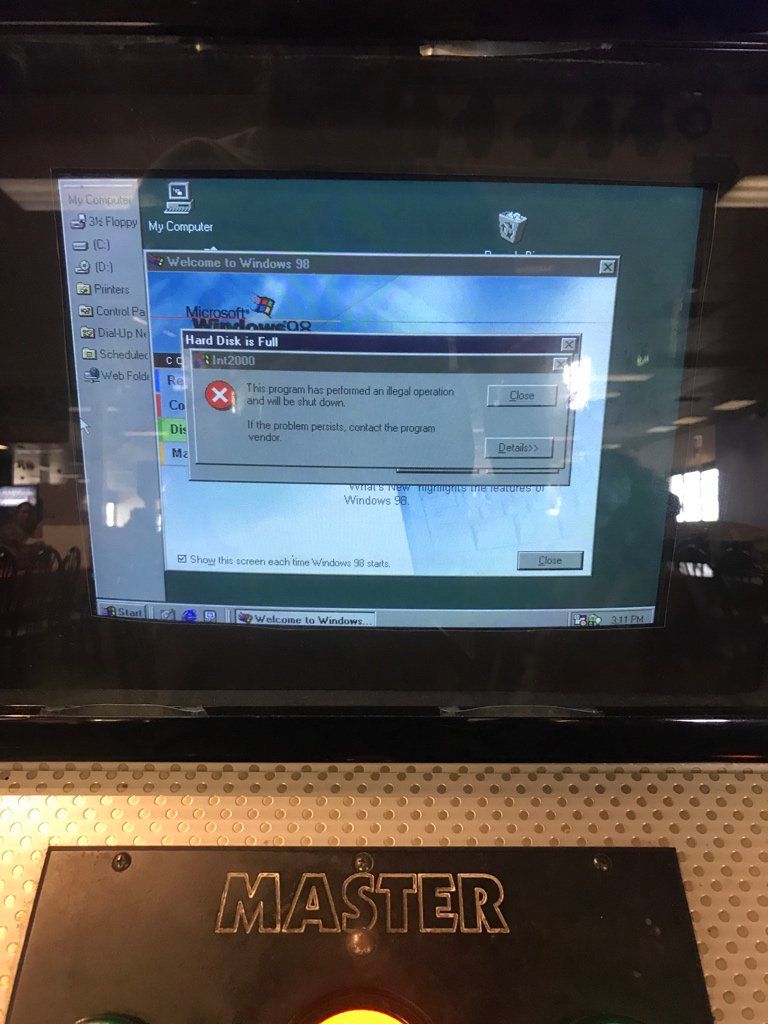 My Computer
3½ Floppy
(C:)
(D:)
Printers
Control Pa
Dial-Up Ne
Scheduled
Web Folde
My Computer
Welcome to Windows 98
Microsoft
Windows 98
Hard Disk is Full
Int2000
This program has performed an illegal operation
and will be shut down.
If the problem persists, contact the program
vendor.
Close
Details>>
Re
Co
Dis
Ma
What's New highlights the features of
Windows 98.
Show this screen each time Windows 98 starts.
Close
Start
Welcome to Windows...
3:11 PM
MASTER